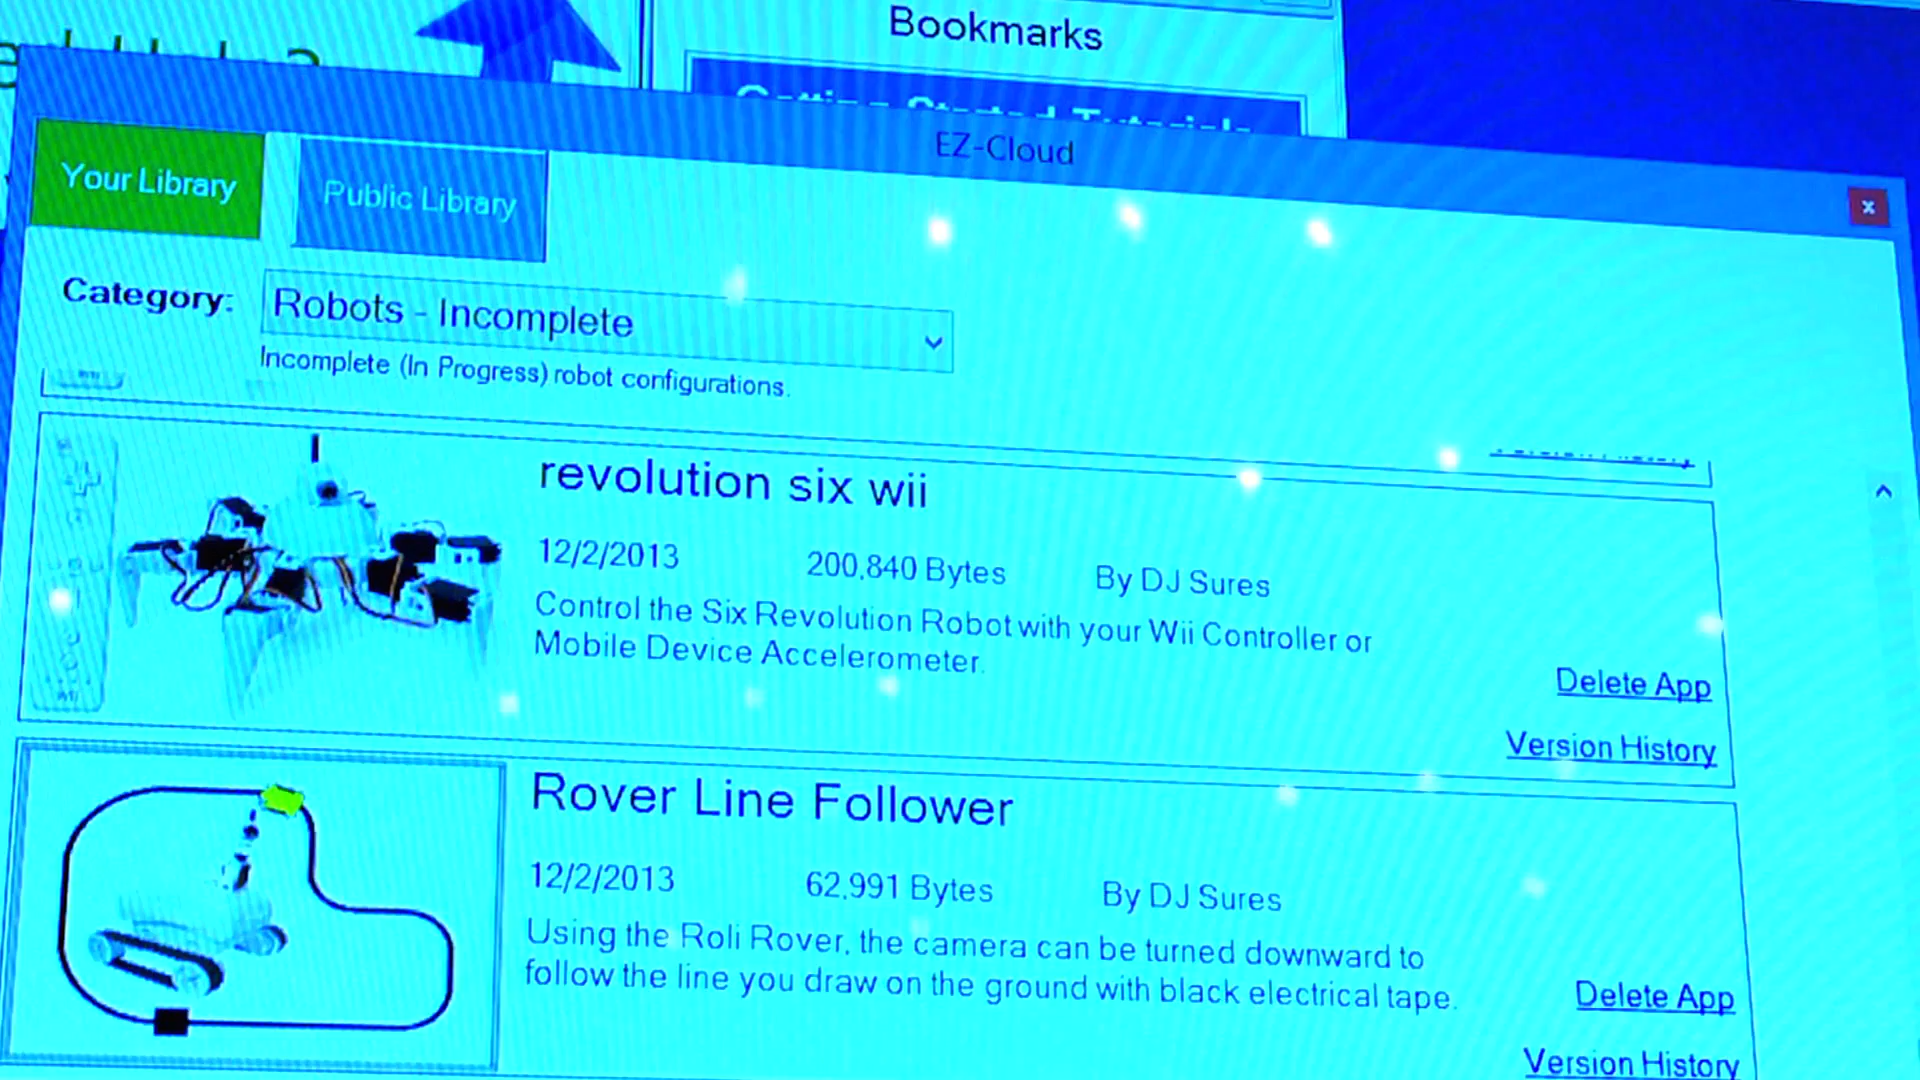 Bookmarks
Getting Started Tutorials
EZ-Cloud
Your Library
Public Library
x
Category:
Robots - Incomplete
Incomplete (In Progress) robot configurations.
revolution six wii
12/2/2013
200,840 Bytes
By DJ Sures
Control the Six Revolution Robot with your Wii Controller or
Mobile Device Accelerometer.
Delete App
Version History
Rover Line Follower
12/2/2013
62,991 Bytes
By DJ Sures
Using the Roli Rover, the camera can be turned downward to
follow the line you draw on the ground with black electrical tape.
Delete App
Version History